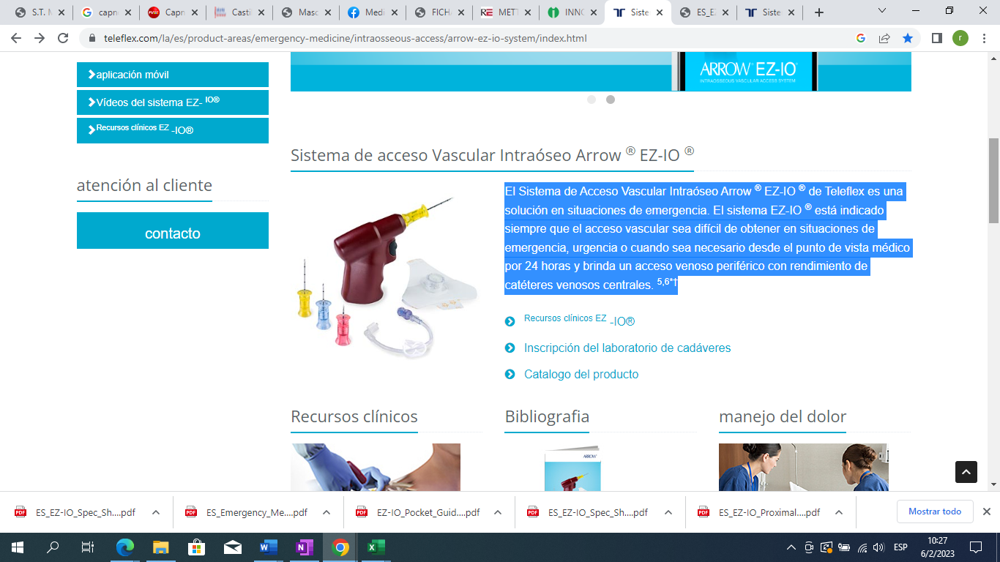 S.T. M
capn
Capn
Casti
Masc
Medi
FICHA
METT
INNO
Siste
ES_EZ
Siste
teleflex.com/la/es/product-areas/emergency-medicine/intraosseous-access/arrow-ez-io-system/index.html
r
aplicación móvil
Vídeos del sistema EZ- IO®
Recursos clínicos EZ -IO®
atención al cliente
contacto
ARROW® EZ-IO®
INTRAOSSEOUS VASCULAR ACCESS SYSTEM
Sistema de acceso Vascular Intraóseo Arrow ® EZ-IO ®
El Sistema de Acceso Vascular Intraóseo Arrow ® EZ-IO ® de Teleflex es una
solución en situaciones de emergencia. El sistema EZ-IO ® está indicado
siempre que el acceso vascular sea difícil de obtener en situaciones de
emergencia, urgencia o cuando sea necesario desde el punto de vista médico
por 24 horas y brinda un acceso venoso periférico con rendimiento de
catéteres venosos centrales. 5,6*†
Recursos clínicos EZ -IO®
Inscripción del laboratorio de cadáveres
Catalogo del producto
Recursos clínicos
Bibliografia
manejo del dolor
ARROW
ES_EZ-IO_Spec_Sh....pdf
ES_Emergency_Me....pdf
EZ-IO_Pocket_Guid....pdf
ES_EZ-IO_Spec_Sh....pdf
ES_EZ-IO_Proximal....pdf
Mostrar todo
ESP
10:27
6/2/2023